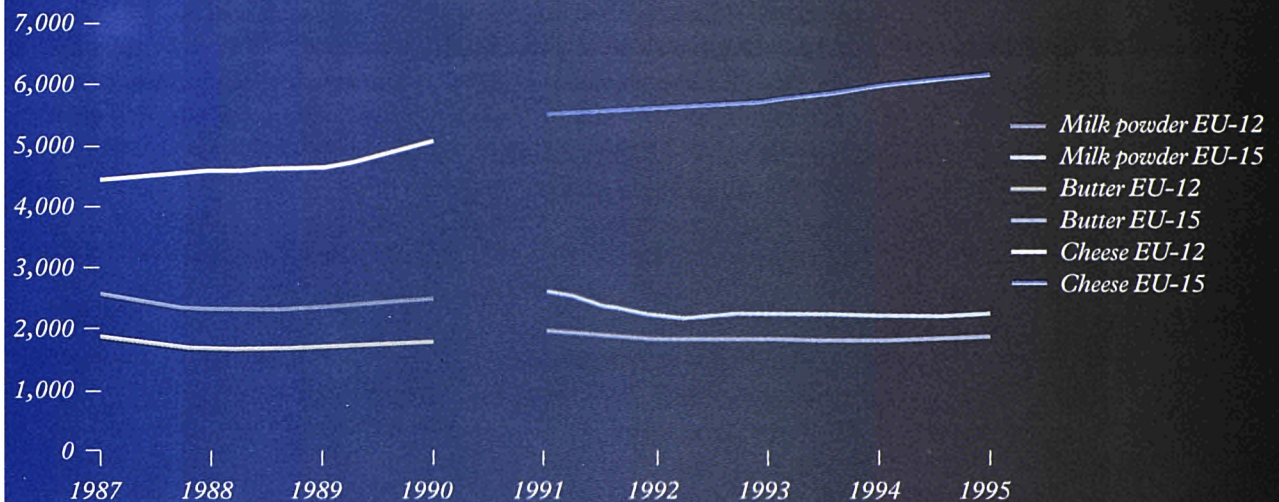 7,000
6,000
5,000
4,000
3,000
2,000
1,000
0
1987 1988 1989 1990 1991 1992 1993 1994 1995
Milk powder EU-12
Milk powder EU-15
Butter EU-12
Butter EU-15
Cheese EU-12
Cheese EU-15